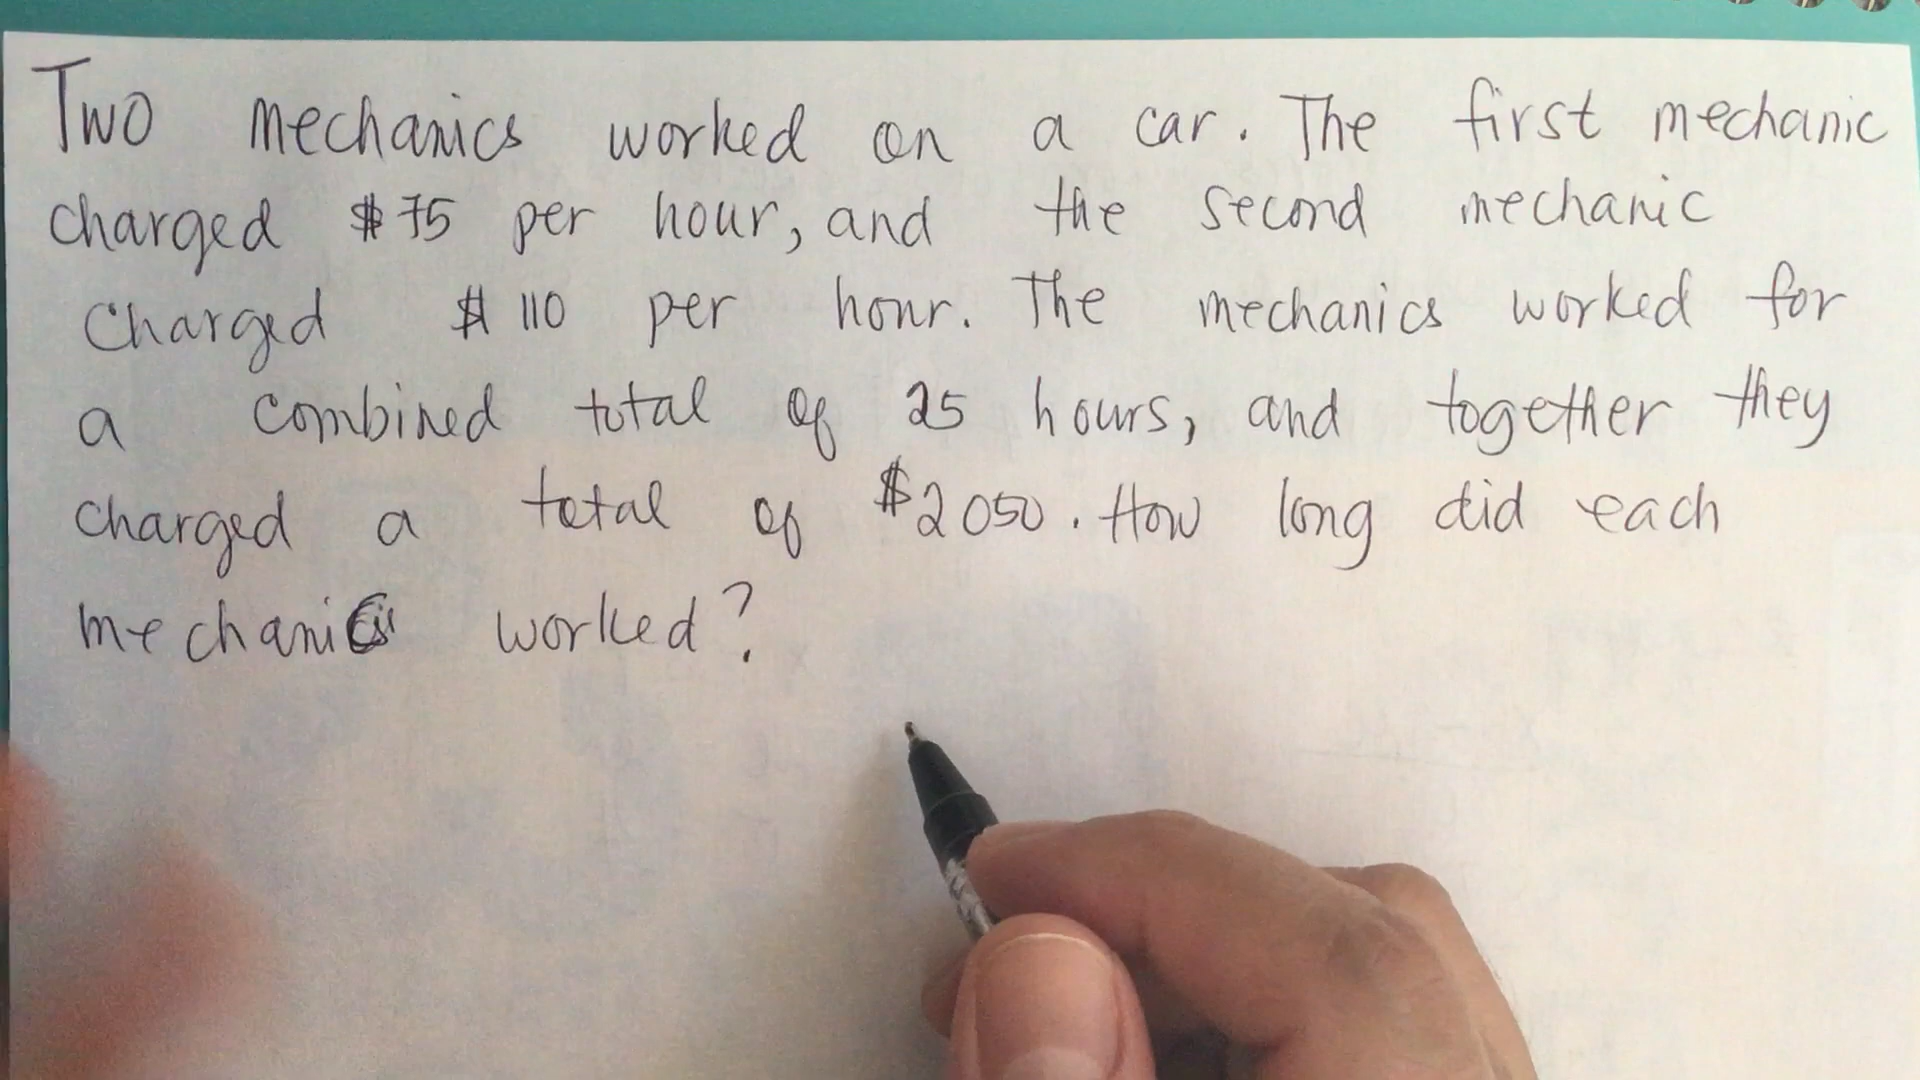 Two mechanics worked on a car. The first mechanic
charged $75 per hour, and the second mechanic
charged $110 per hour. The mechanics worked for
a combined total of 25 hours, and together they
charged a total of $2050. How long did each
mechanic worked?